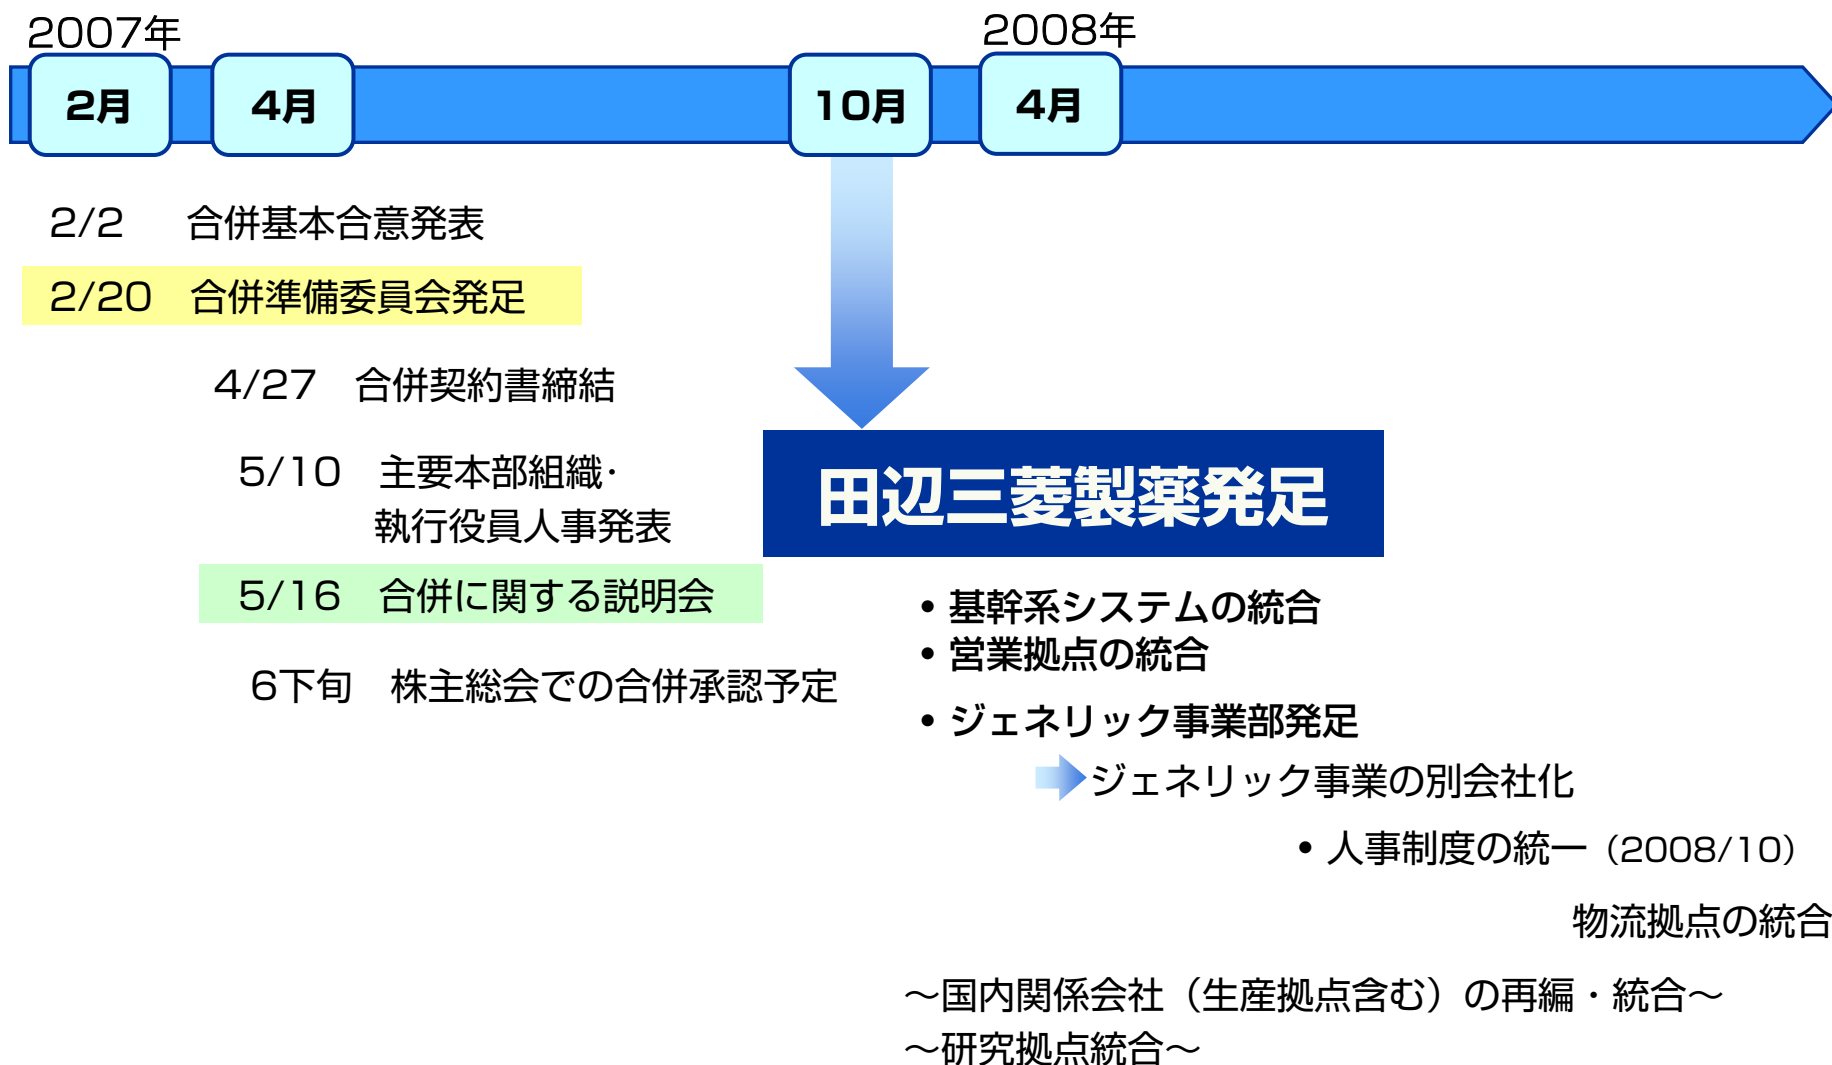 2007年
2008年
2月
4月
10月
4月
2/2 合併基本合意発表
2/20 合併準備委員会発足
4/27 合併契約書締結
5/10 主要本部組織・
執行役員人事発表
5/16 合併に関する説明会
6下旬 株主総会での合併承認予定
田辺三菱製薬発足
• 基幹系システムの統合
• 営業拠点の統合
• ジェネリック事業部発足
ジェネリック事業の別会社化
• 人事制度の統一（2008/10）
物流拠点の統合
～国内関係会社（生産拠点含む）の再編・統合～
～研究拠点統合～